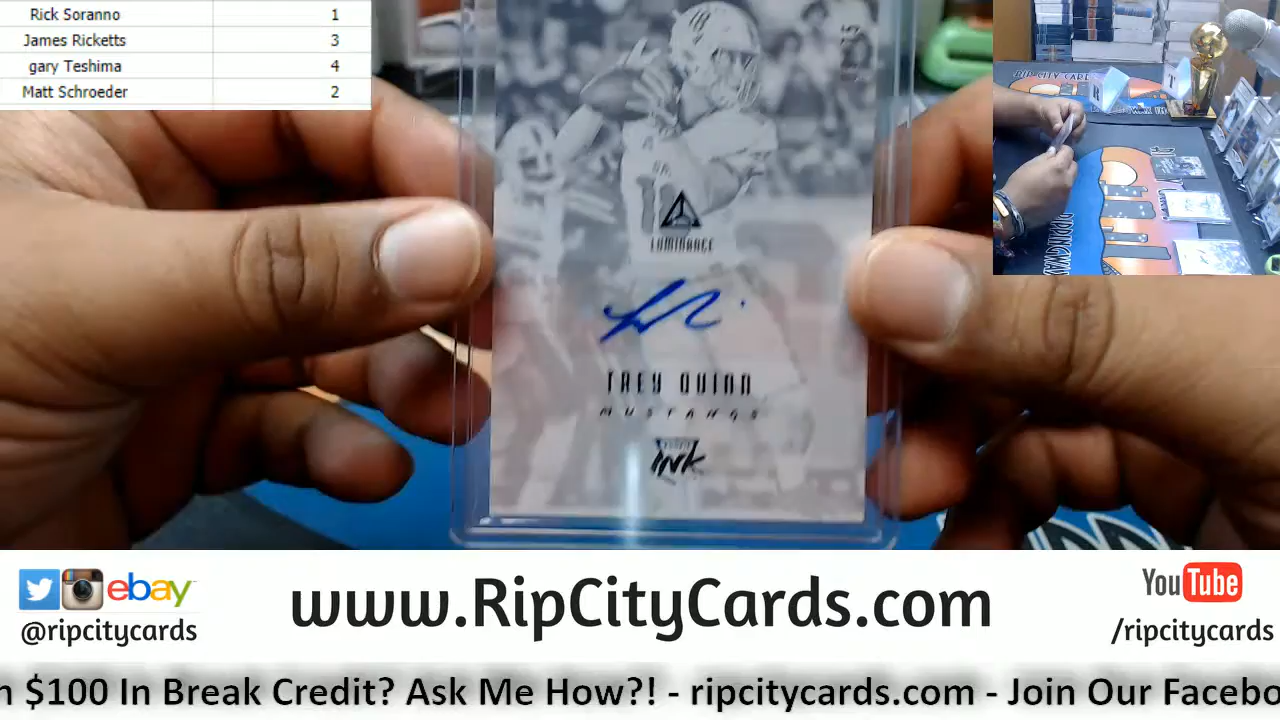 Rick Soranno 1
James Ricketts 3
gary Teshima 4
Matt Schroeder 2
18
LUMINANCE
TREY QUINN
MUSTANGS
INK
RIP CITY CARDS
ebay
@ripcitycards
www.RipCityCards.com
YouTube
/ripcitycards
n $100 In Break Credit? Ask Me How?! - ripcitycards.com - Join Our Facebo